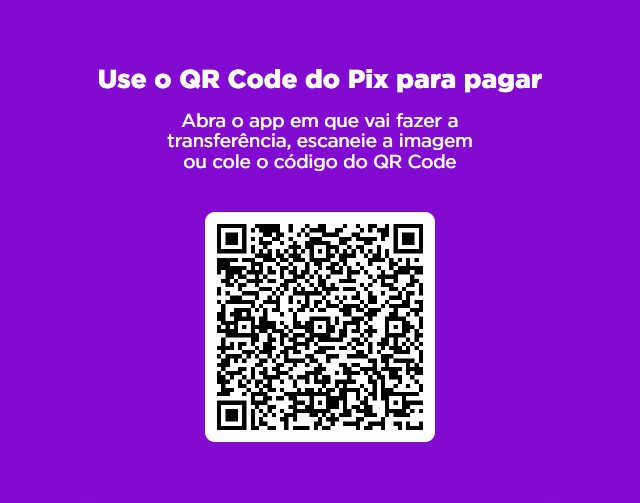 Use o QR Code do Pix para pagar
Abra o app em que vai fazer a
transferência, escaneie a imagem
ou cole o código do QR Code